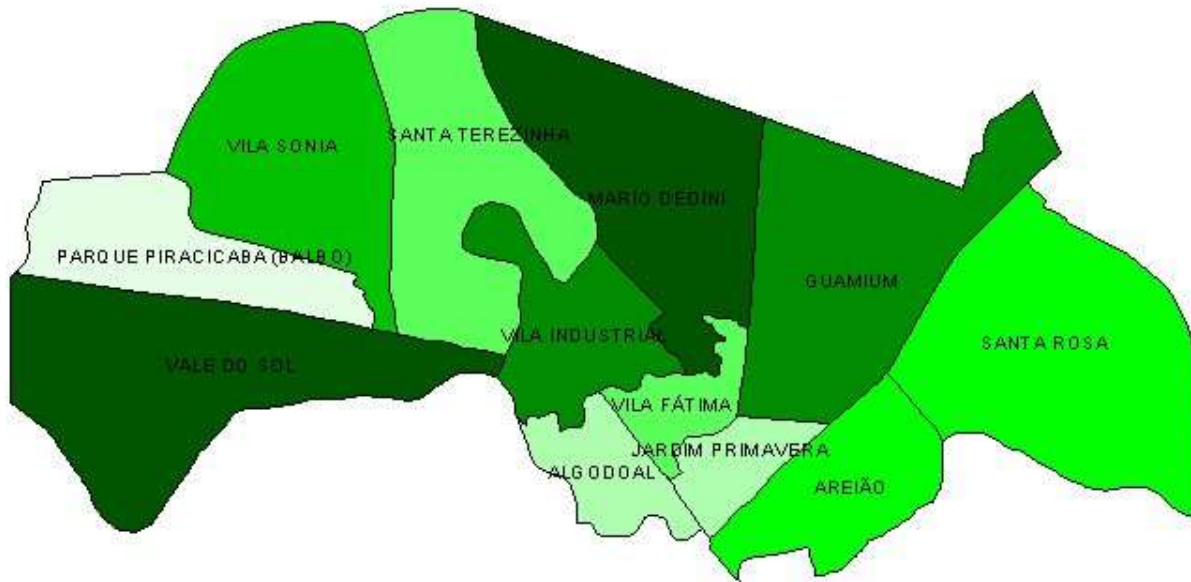 SANTA TEREZINHA
VILA SONIA
MARIO DEDINI
PARQUE PIRACICABA (BALBO)
GUAMIUM
VILA INDUSTRIAL
SANTA ROSA
VALE DO SOL
VILA FÁTIMA
JARDIM PRIMAVERA
ALGODOAL
AREIÃO